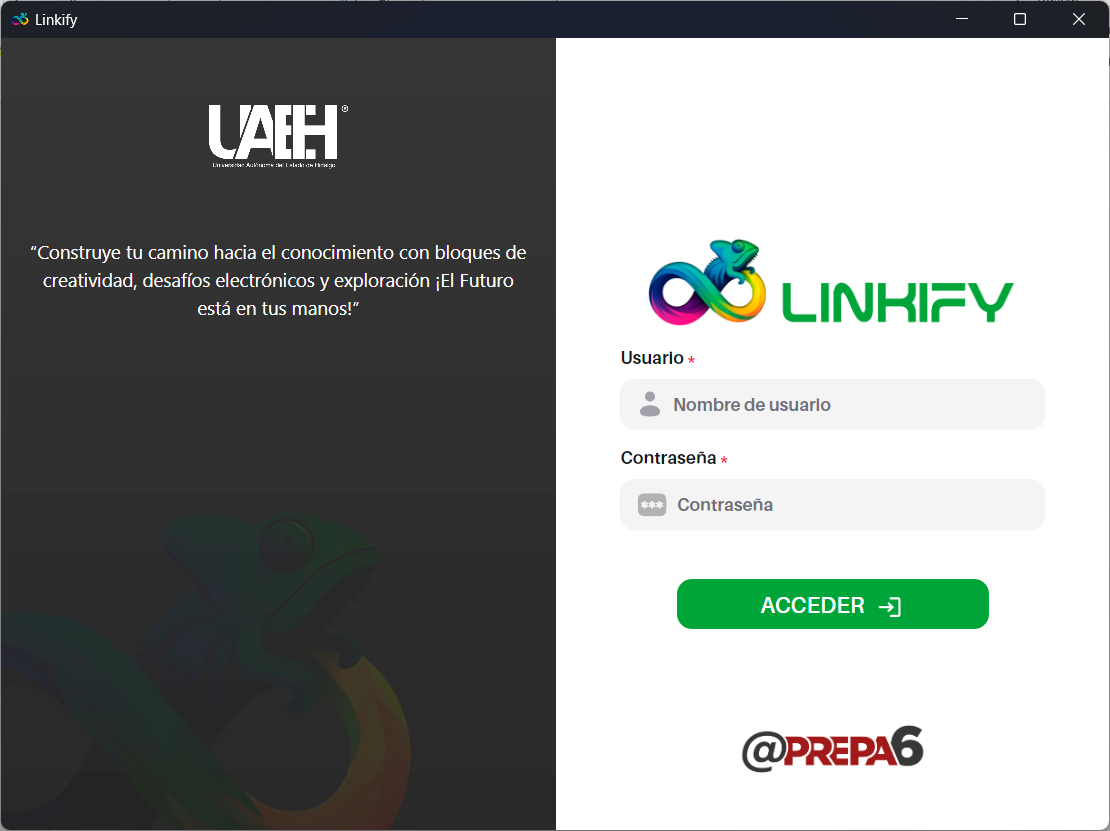 Linkify
UAEH®
Universidad Autónoma del Estado de Hidalgo
“Construye tu camino hacia el conocimiento con bloques de
creatividad, desafíos electrónicos y exploración ¡El Futuro
está en tus manos!”
LINKIFY
Usuario *
Nombre de usuario
Contraseña *
*** Contraseña
ACCEDER
@PREPA6